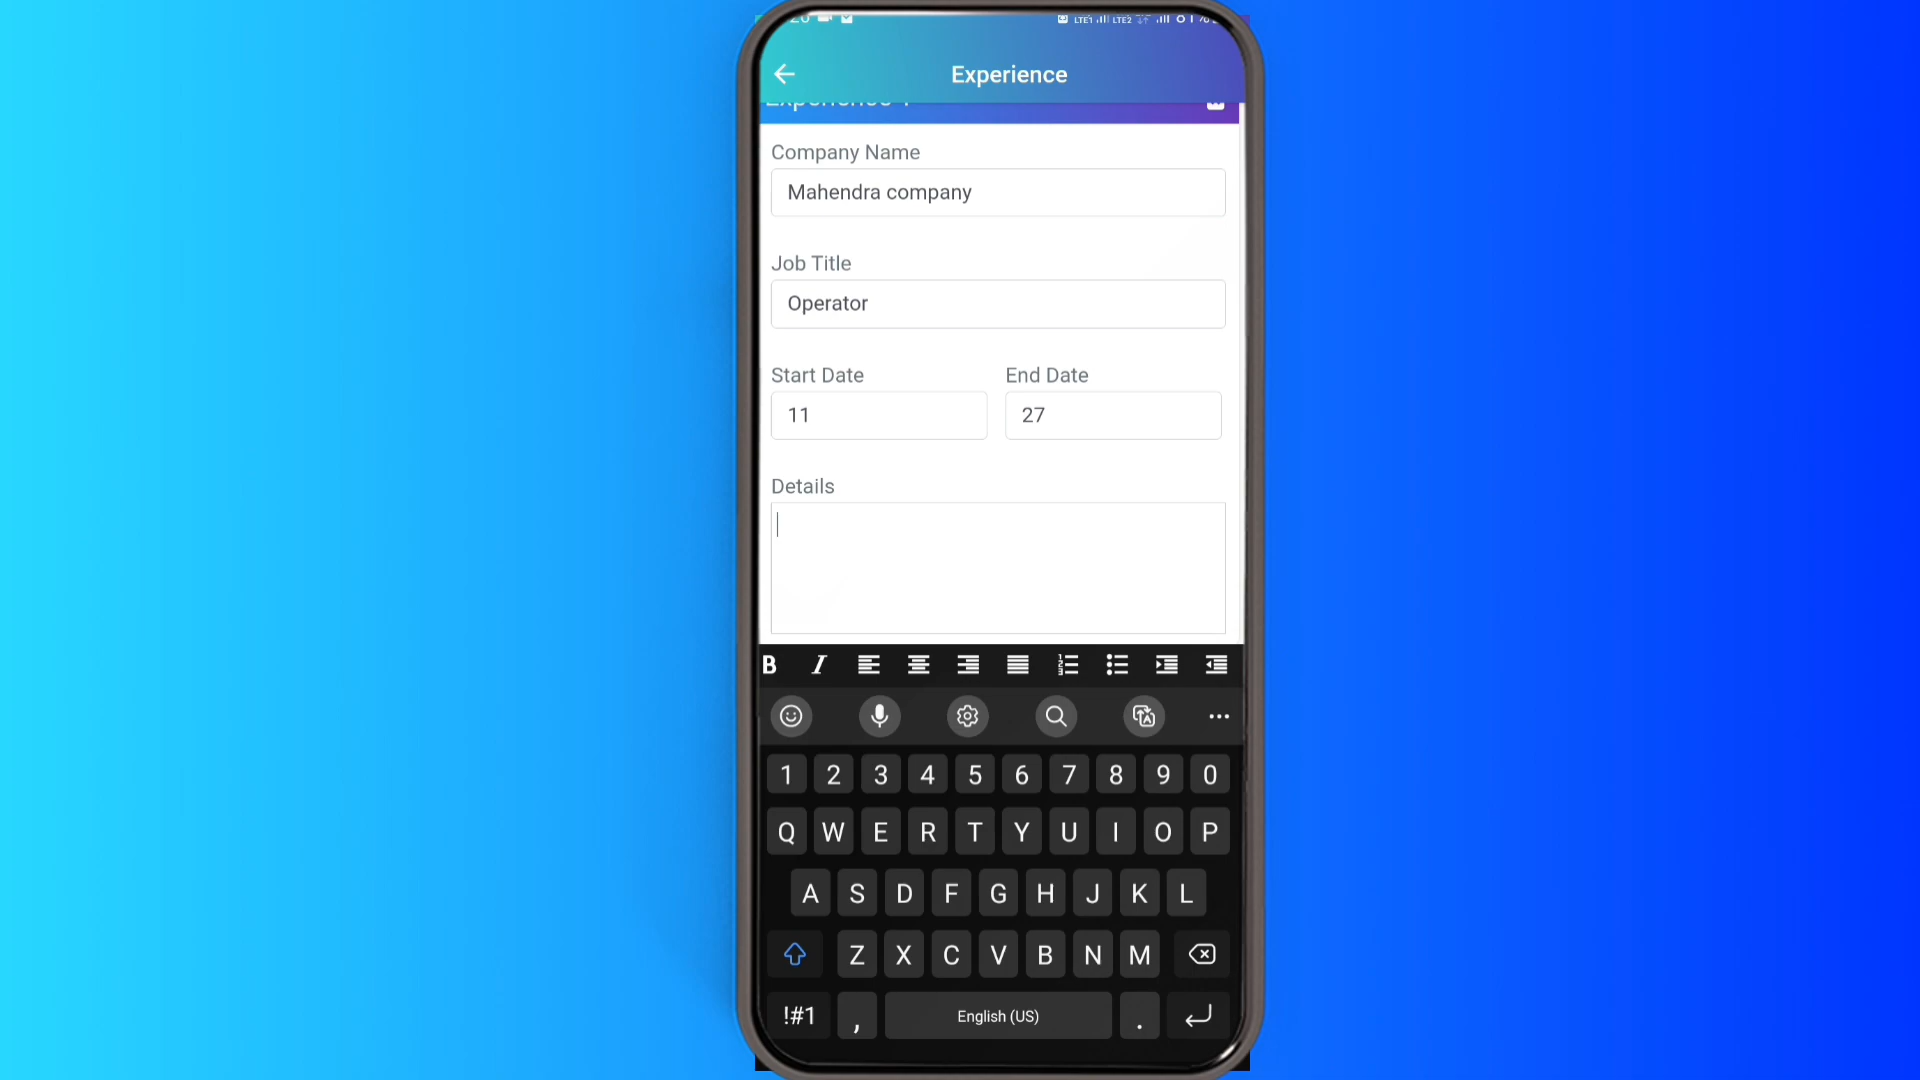 Experience
Company Name
Mahendra company
Job Title
Operator
Start Date End Date
11 27
Details
B I
1 2 3 4 5 6 7 8 9 0
Q W E R T Y U I O P
A S D F G H J K L
Z X C V B N M
!#1 , English (US) .